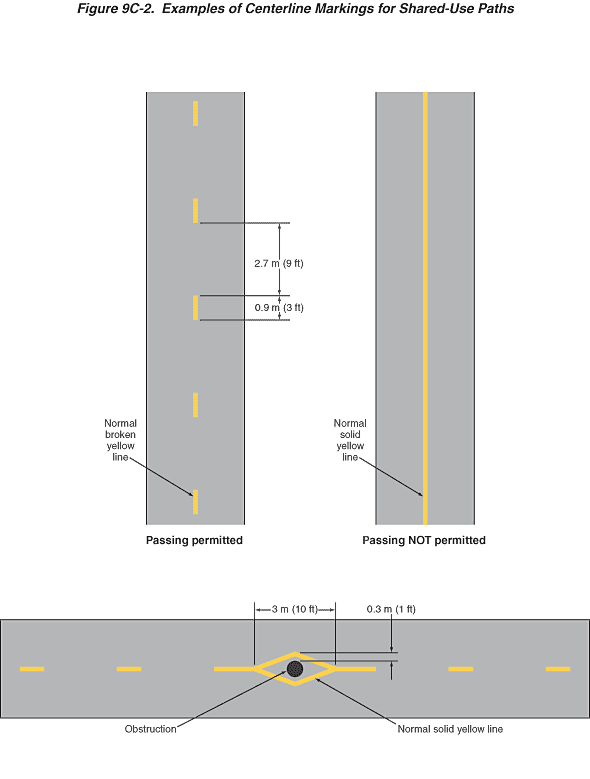 Figure 9C-2. Examples of Centerline Markings for Shared-Use Paths
2.7 m (9 ft)
0.9 m (3 ft)
Normal
broken
yellow
line
Normal
solid
yellow
line
Passing permitted
Passing NOT permitted
3 m (10 ft)
0.3 m (1 ft)
Obstruction
Normal solid yellow line